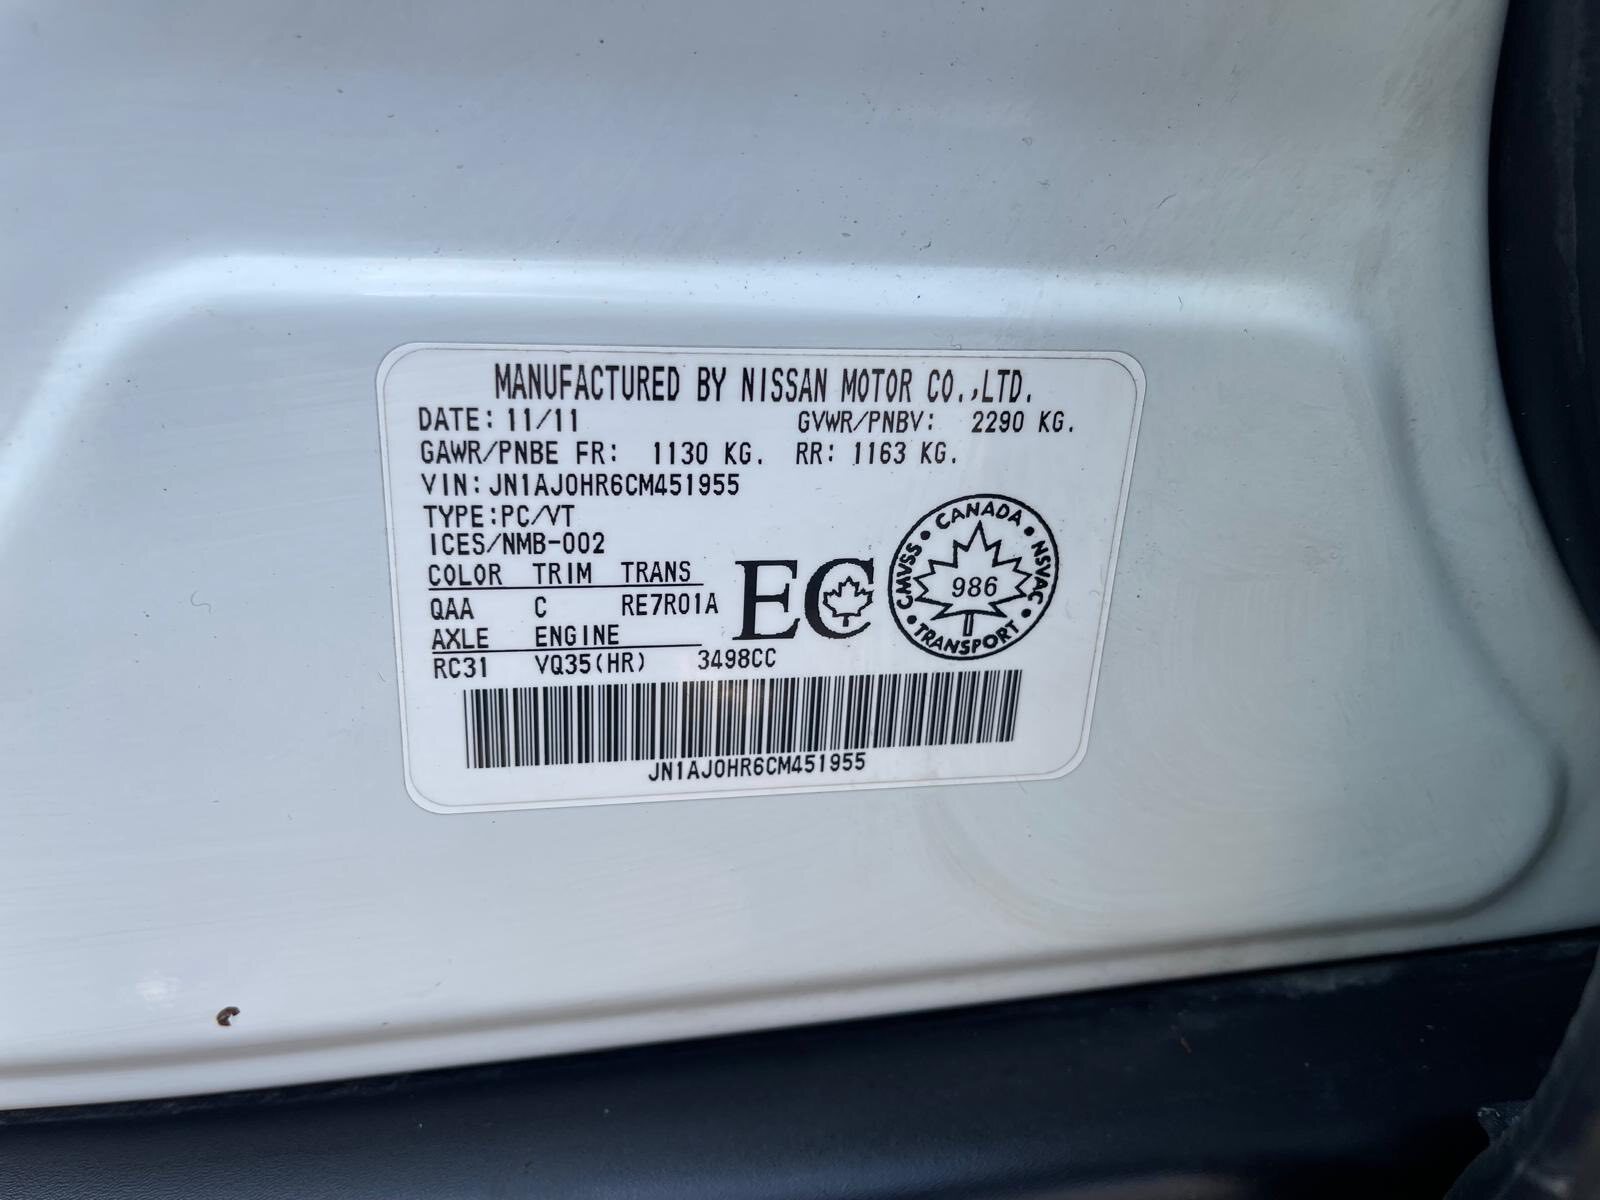 MANUFACTURED BY NISSAN MOTOR CO.,LTD.
DATE: 11/11 GVWR/PNBV: 2290 KG.
GAWR/PNBE FR: 1130 KG. RR: 1163 KG.
VIN: JN1AJ0HR6CM451955
TYPE:PC/VT
ICES/NMB-002
COLOR TRIM TRANS
QAA C RE7R01A
AXLE ENGINE
RC31 VQ35(HR) 3498CC
EC
CANADA • NSVAC • TRANSPORT • CMVSS •
986
JN1AJ0HR6CM451955